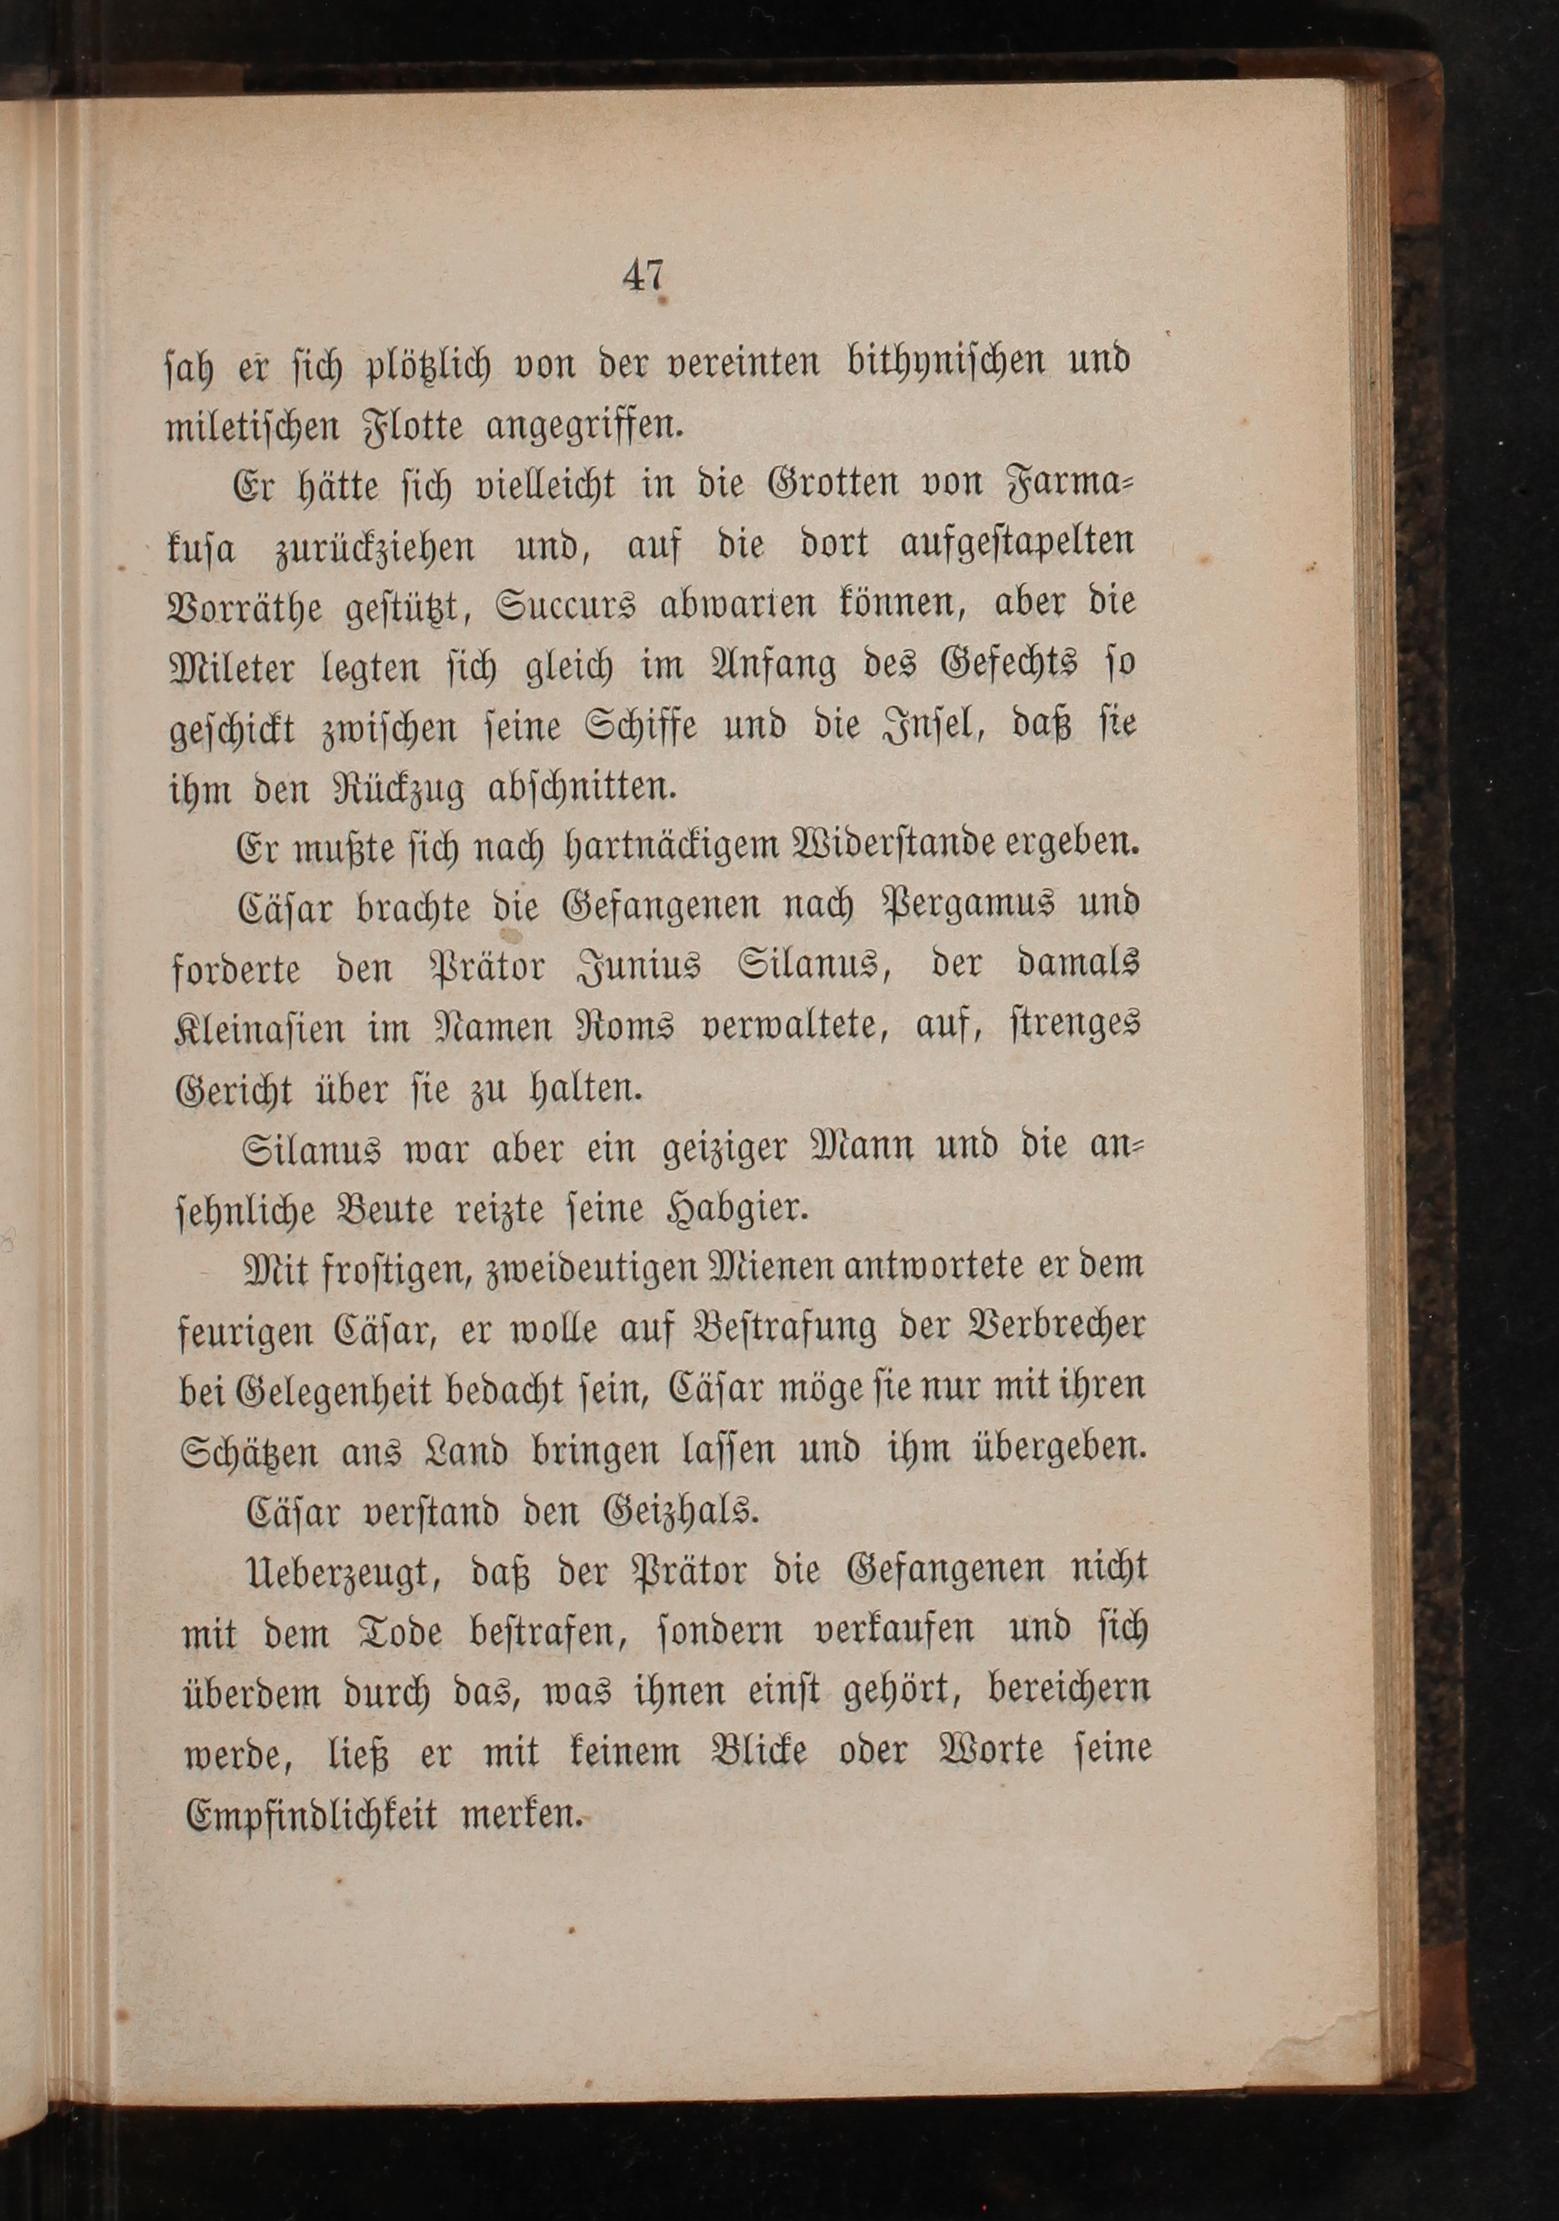 47
ſah er ſich plötzlich von der vereinten bithyniſchen und
miletiſchen Flotte angegriffen.
Er hätte ſich vielleicht in die Grotten von Farma⸗
kuſa zurückziehen und, auf die dort aufgeſtapelten
Vorräthe geſtützt, Succurs abwarten können, aber die
Mileter legten ſich gleich im Anfang des Gefechts ſo
geſchickt zwiſchen ſeine Schiffe und die Inſel, daß ſie
ihm den Rückzug abſchnitten.
Er mußte ſich nach hartnäckigem Widerſtande ergeben.
Cäſar brachte die Gefangenen nach Pergamus und
forderte den Prätor Junius Silanus, der damals
Kleinaſien im Namen Roms verwaltete, auf, ſtrenges
Gericht über ſie zu halten.
Silanus war aber ein geiziger Mann und die an⸗
ſehnliche Beute reizte ſeine Habgier.
Mit froſtigen, zweideutigen Mienen antwortete er dem
feurigen Cäſar, er wolle auf Beſtrafung der Verbrecher
bei Gelegenheit bedacht ſein, Cäſar möge ſie nur mit ihren
Schätzen ans Land bringen laſſen und ihm übergeben.
Cäſar verſtand den Geizhals.
Ueberzeugt, daß der Prätor die Gefangenen nicht
mit dem Tode beſtrafen, ſondern verkaufen und ſich
überdem durch das, was ihnen einſt gehört, bereichern
werde, ließ er mit keinem Blicke oder Worte ſeine
Empfindlichkeit merken.